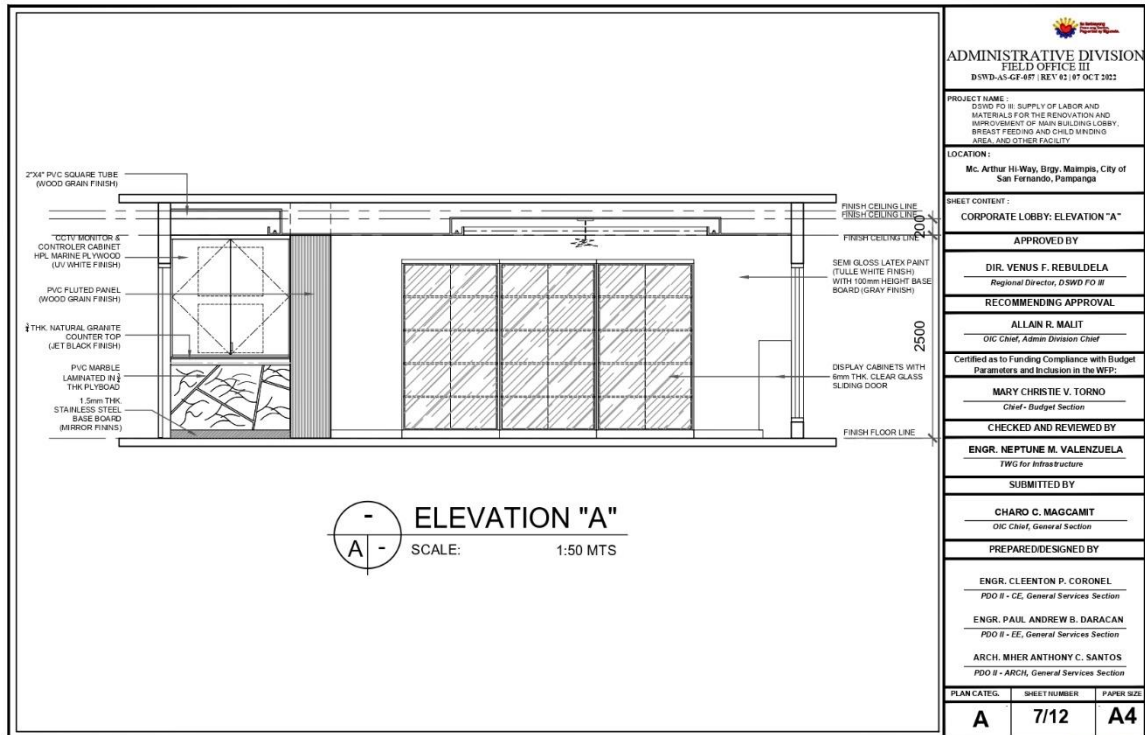 2"X4" PVC SQUARE TUBE
(WOOD GRAIN FINISH)
CCTV MONITOR &
CONTROLER CABINET
HPL MARINE PLYWOOD
(UV WHITE FINISH)
PVC FLUTED PANEL
(WOOD GRAIN FINISH)
THK. NATURAL GRANITE
COUNTER TOP
(JET BLACK FINISH)
PVC MARBLE
LAMINATED IN
THK PLYBOAD
1.5mm THK.
STAINLESS STEEL
BASE BOARD
(MIRROR FININS)
FINISH CEILING LINE
FINISH CEILING LINE
200
FINISH CEILING LINE
SEMI GLOSS LATEX PAINT
(TULLE WHITE FINISH)
WITH 100mm HEIGHT BASE
BOARD (GRAY FINISH)
2500
DISPLAY CABINETS WITH
6mm THK. CLEAR GLASS
SLIDING DOOR
FINISH FLOOR LINE
-
A -
ELEVATION "A"
SCALE: 1:50 MTS
ADMINISTRATIVE DIVISION
FIELD OFFICE III
DSWD-AS-GF-057 | REV 02 | 07 OCT 2022
PROJECT NAME :
DSWD FO III: SUPPLY OF LABOR AND
MATERIALS FOR THE RENOVATION AND
IMPROVEMENT OF MAIN BUILDING LOBBY,
BREAST FEEDING AND CHILD MINDING
AREA, AND OTHER FACILITY
LOCATION :
Mc. Arthur Hi-Way, Brgy. Maimpis, City of
San Fernando, Pampanga
SHEET CONTENT :
CORPORATE LOBBY: ELEVATION "A"
APPROVED BY
DIR. VENUS F. REBULDELA
Regional Director, DSWD FO III
RECOMMENDING APPROVAL
ALLAIN R. MALIT
OIC Chief, Admin Division Chief
Certified as to Funding Compliance with Budget
Parameters and Inclusion in the WFP:
MARY CHRISTIE V. TORNO
Chief - Budget Section
CHECKED AND REVIEWED BY
ENGR. NEPTUNE M. VALENZUELA
TWG for Infrastructure
SUBMITTED BY
CHARO C. MAGCAMIT
OIC Chief, General Section
PREPARED/DESIGNED BY
ENGR. CLEENTON P. CORONEL
PDO II - CE, General Services Section
ENGR. PAUL ANDREW B. DARACAN
PDO II - EE, General Services Section
ARCH. MHER ANTHONY C. SANTOS
PDO II - ARCH, General Services Section
PLAN CATEG. SHEET NUMBER PAPER SIZE
A 7/12 A4